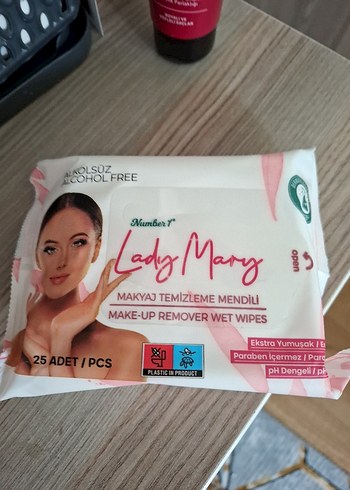 ALKOLSÜZ
ALCOHOL FREE
Number 1
Lady Mary
open
MAKYAJ TEMİZLEME MENDİLİ
MAKE-UP REMOVER WET WIPES
Ekstra Yumuşak /
Paraben İçermez /
pH Dengeli /
25 ADET / PCS
PLASTIC IN PRODUCT